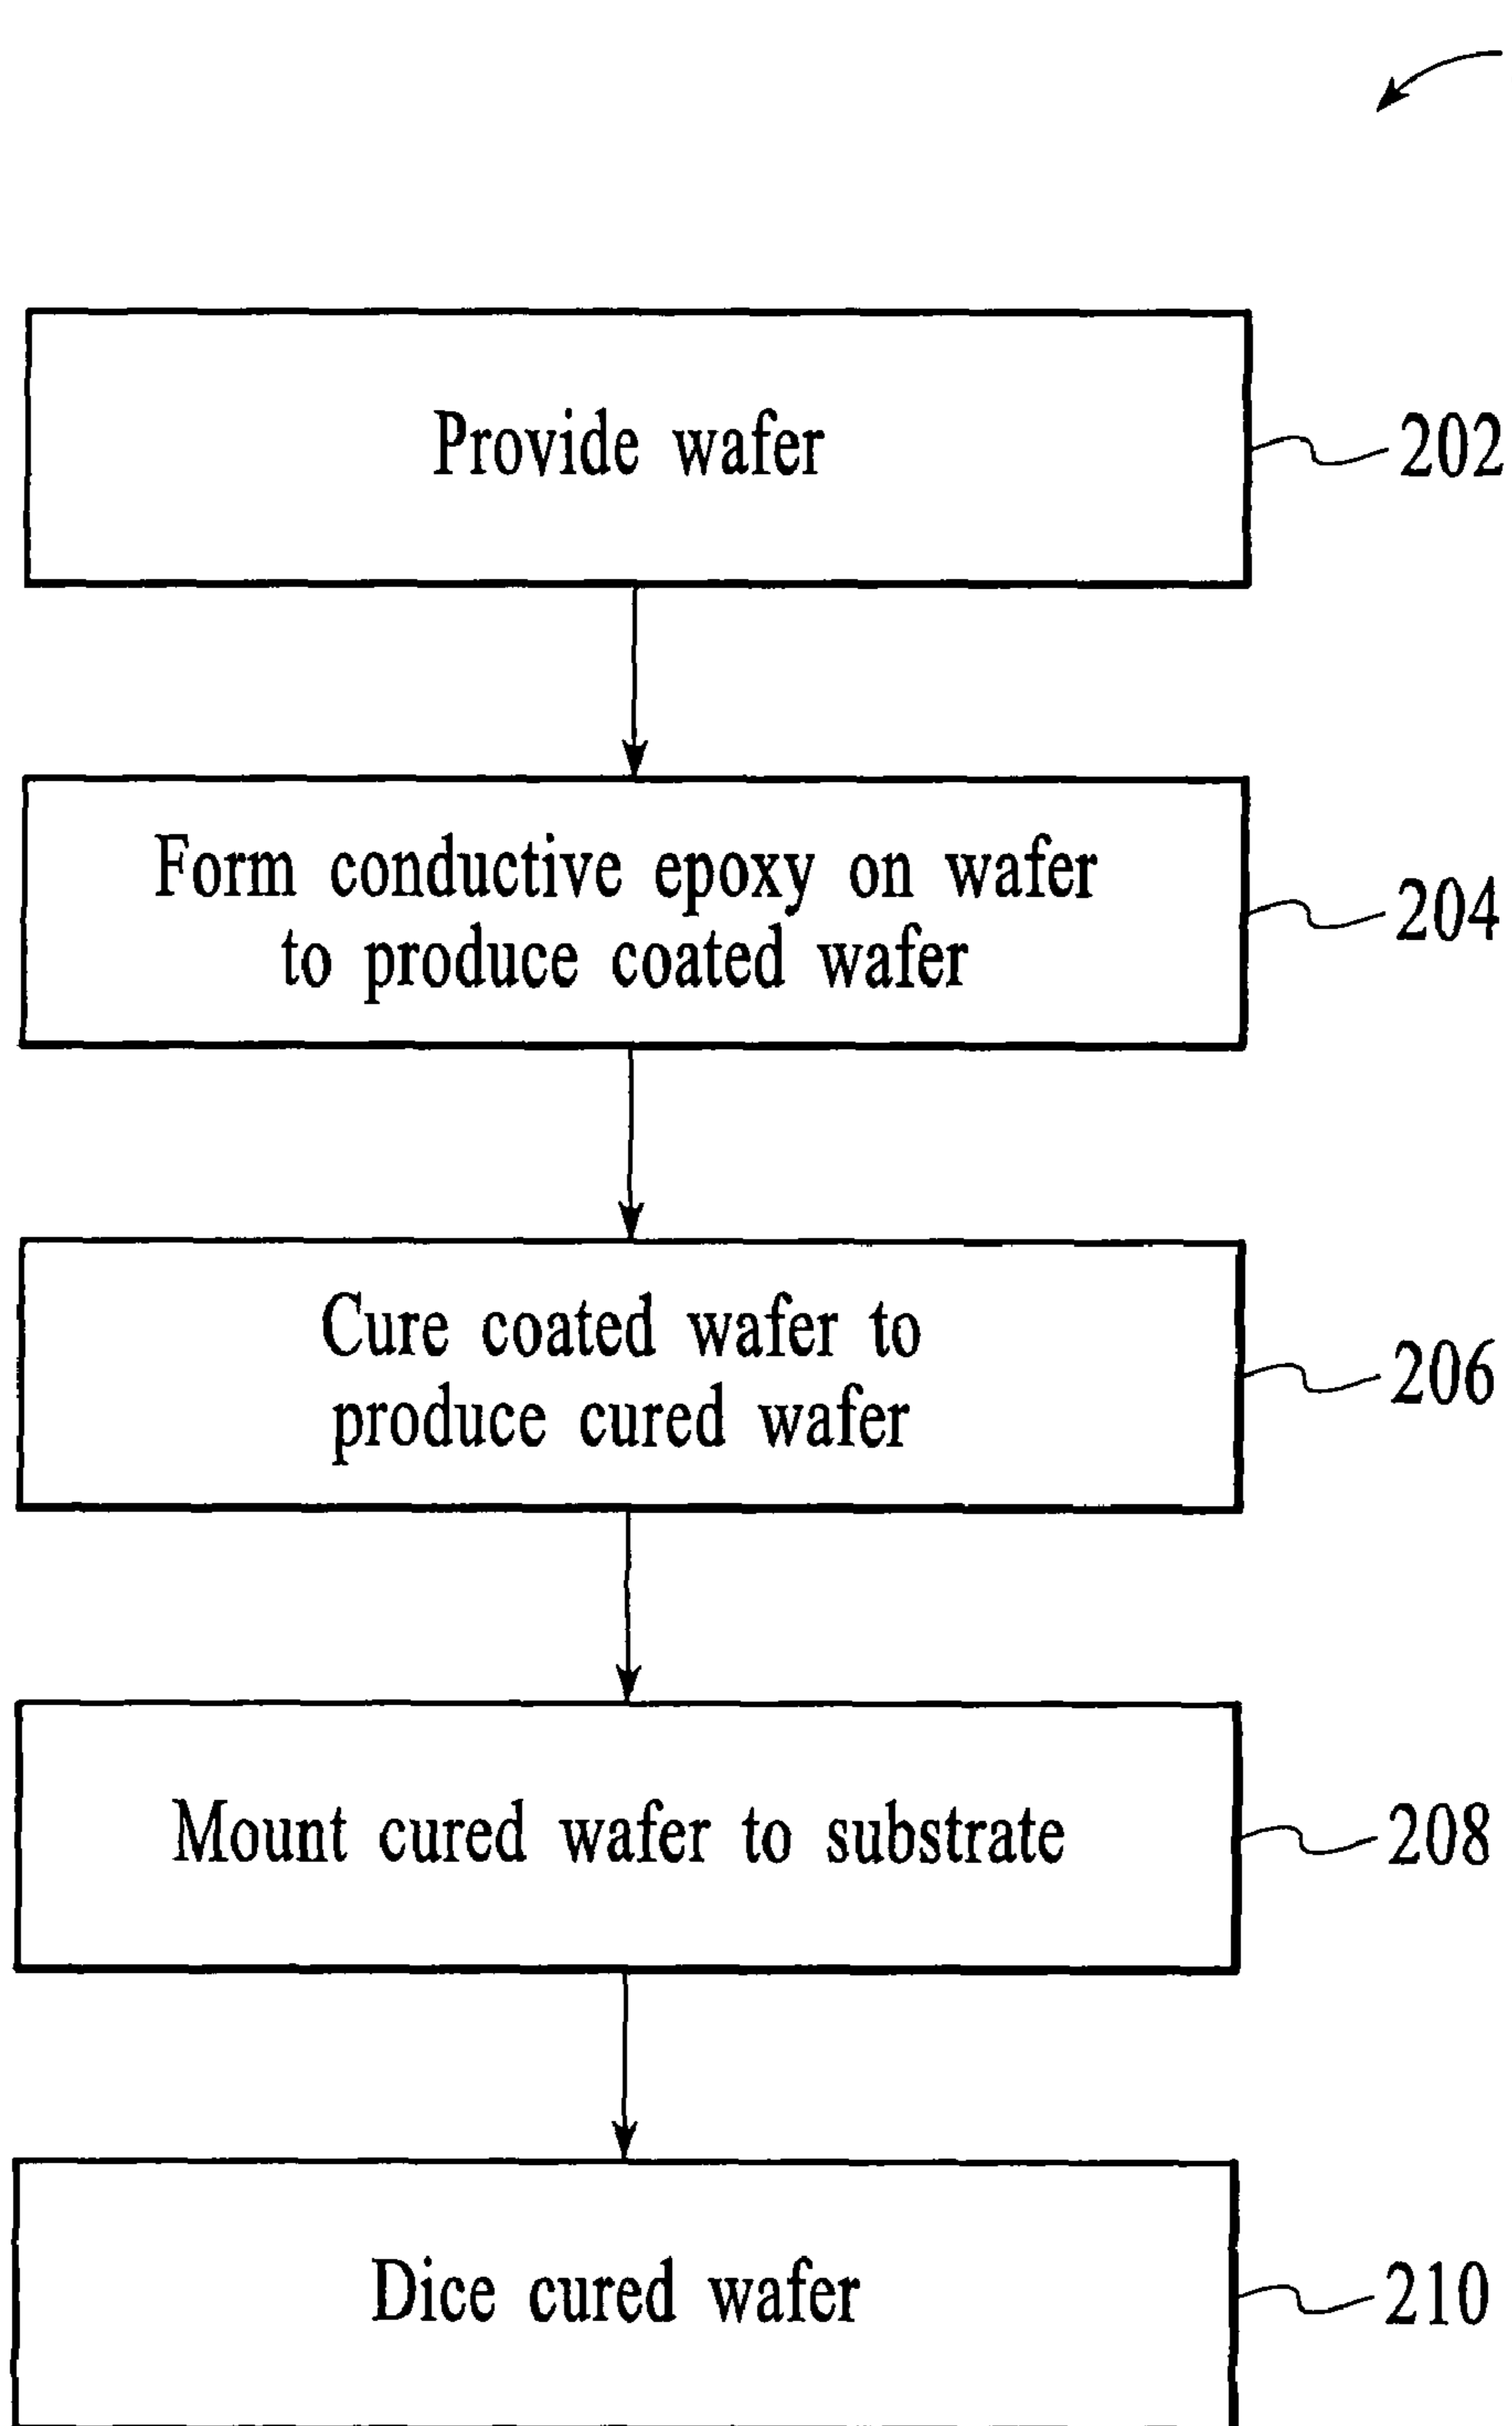 Provide wafer
202
Form conductive epoxy on wafer
to produce coated wafer
204
Cure coated wafer to
produce cured wafer
206
Mount cured wafer to substrate
208
Dice cured wafer
210